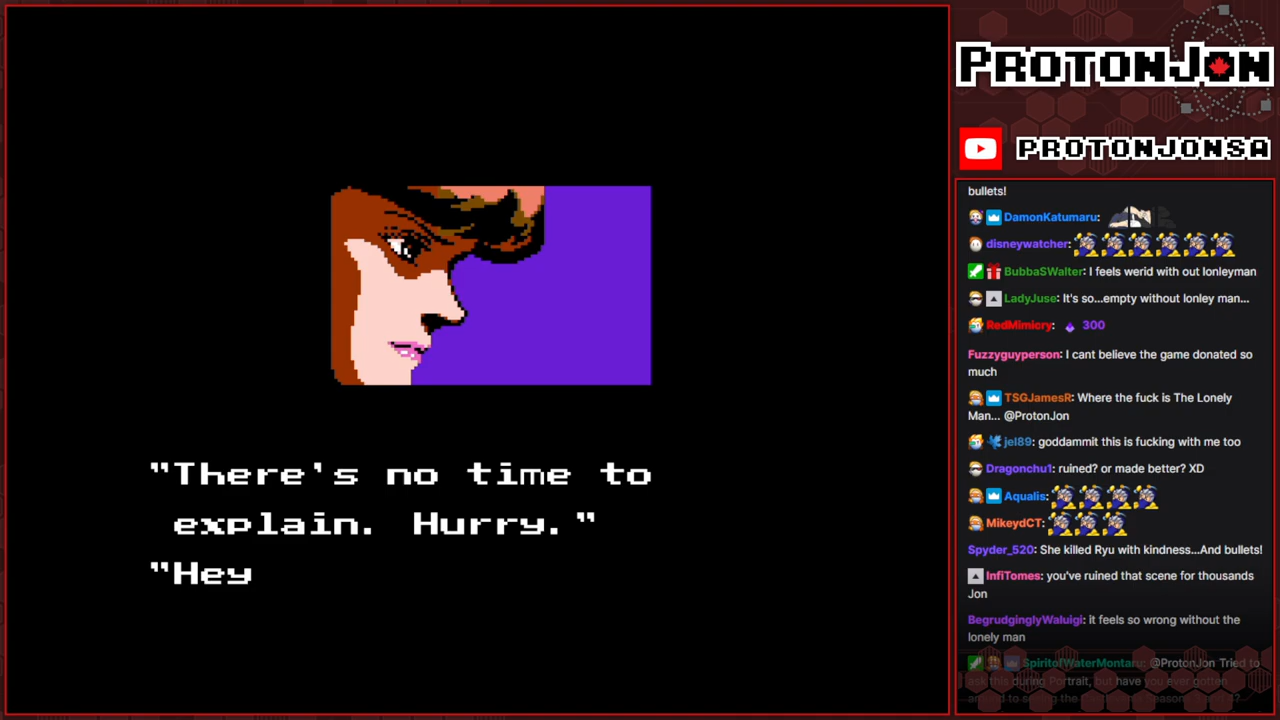 "There's no time to
explain. Hurry."
"Hey
PROTONJON
PROTONJONSA
bullets!
DamonKatumaru:
disneywatcher:
BubbaSWalter: I feels werid with out lonleyman
LadyJuse: It's so...empty without lonley man...
RedMimicry: 300
Fuzzyguyperson: I cant believe the game donated so
much
TSGJamesR: Where the fuck is The Lonely
Man... @ProtonJon
jel89: goddammit this is fucking with me too
Dragonchu1: ruined? or made better? XD
Aqualis:
MikeydCT:
Spyder_520: She killed Ryu with kindness...And bullets!
InfiTomes: you've ruined that scene for thousands
Jon
BegrudginglyWaluigi: it feels so wrong without the
lonely man
SpiritofWaterMontaru: @ProtonJon Tried to
ask this during Portrait, but have you ever gotten